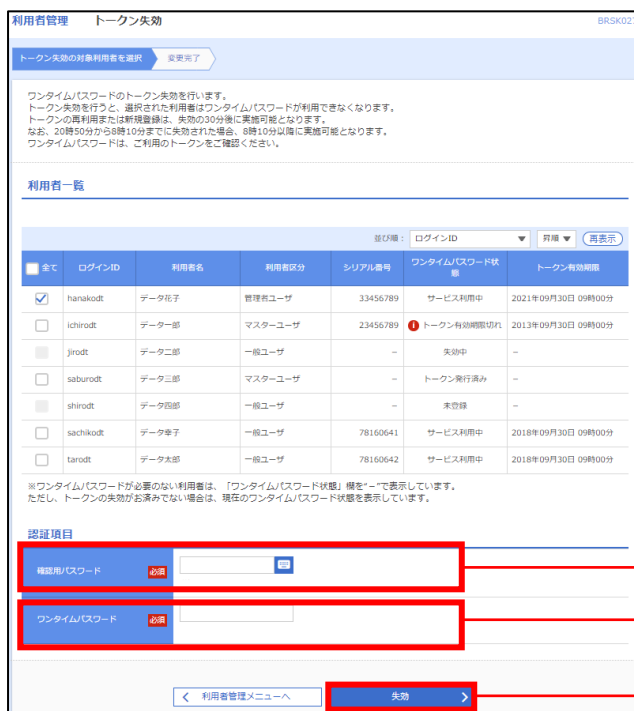 利用者管理 トークン失効 BRSK027
トークン失効の対象利用者を選択 変更完了
ワンタイムパスワードのトークン失効を行います。
トークン失効を行うと、選択された利用者はワンタイムパスワードが利用できなくなります。
トークンの再利用または新規登録は、失効の30分後に実施可能となります。
なお、20時50分から8時10分までに失効された場合、8時10分以降に実施可能となります。
ワンタイムパスワードは、ご利用のトークンをご確認ください。
利用者一覧
並び順： ログインID 昇順 再表示
全て ログインID 利用者名 利用者区分 シリアル番号 ワンタイムパスワード状態 トークン有効期限
hanakodt データ花子 管理者ユーザ 33456789 サービス利用中 2021年09月30日 09時00分
ichirodt データ一郎 マスターユーザ 23456789 トークン有効期限切れ 2013年09月30日 09時00分
jirodt データ二郎 一般ユーザ － 失効中 －
saburodt データ三郎 マスターユーザ － トークン発行済み －
shirodt データ四郎 一般ユーザ － 未登録 －
sachikodt データ幸子 一般ユーザ 78160641 サービス利用中 2018年09月30日 09時00分
tarodt データ太郎 一般ユーザ 78160642 サービス利用中 2018年09月30日 09時00分
※ワンタイムパスワードが必要のない利用者は、「ワンタイムパスワード状態」欄を"－"で表示しています。
ただし、トークンの失効がお済みでない場合は、現在のワンタイムパスワード状態を表示しています。
認証項目
確認用パスワード 必須
ワンタイムパスワード 必須
利用者管理メニューへ 失効